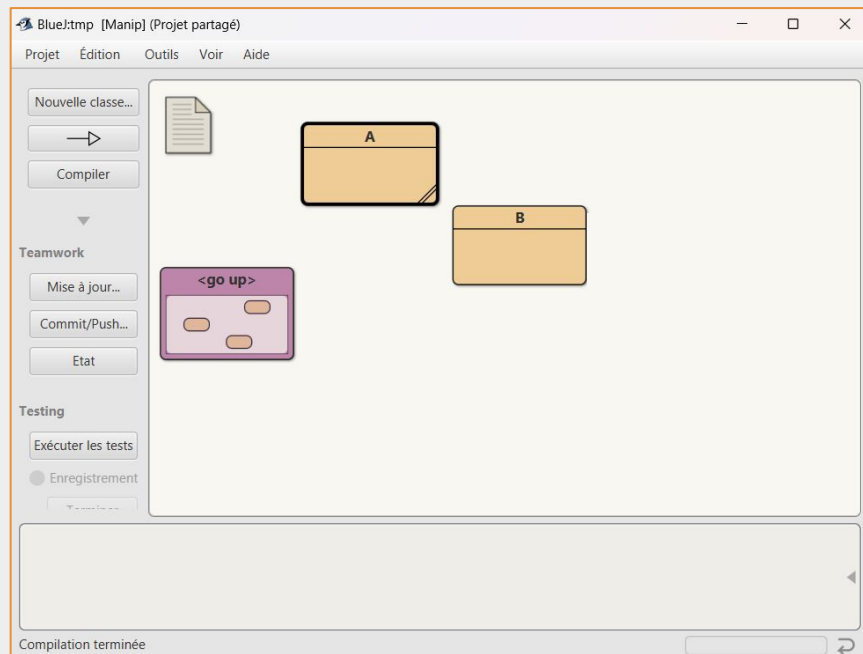 BlueJ:tmp [Manip] (Projet partagé)
Projet Édition Outils Voir Aide
Nouvelle classe...
Compiler
Teamwork
Mise à jour...
Commit/Push...
Etat
Testing
Exécuter les tests
Enregistrement
Terminer
A
B
<go up>
Compilation terminée